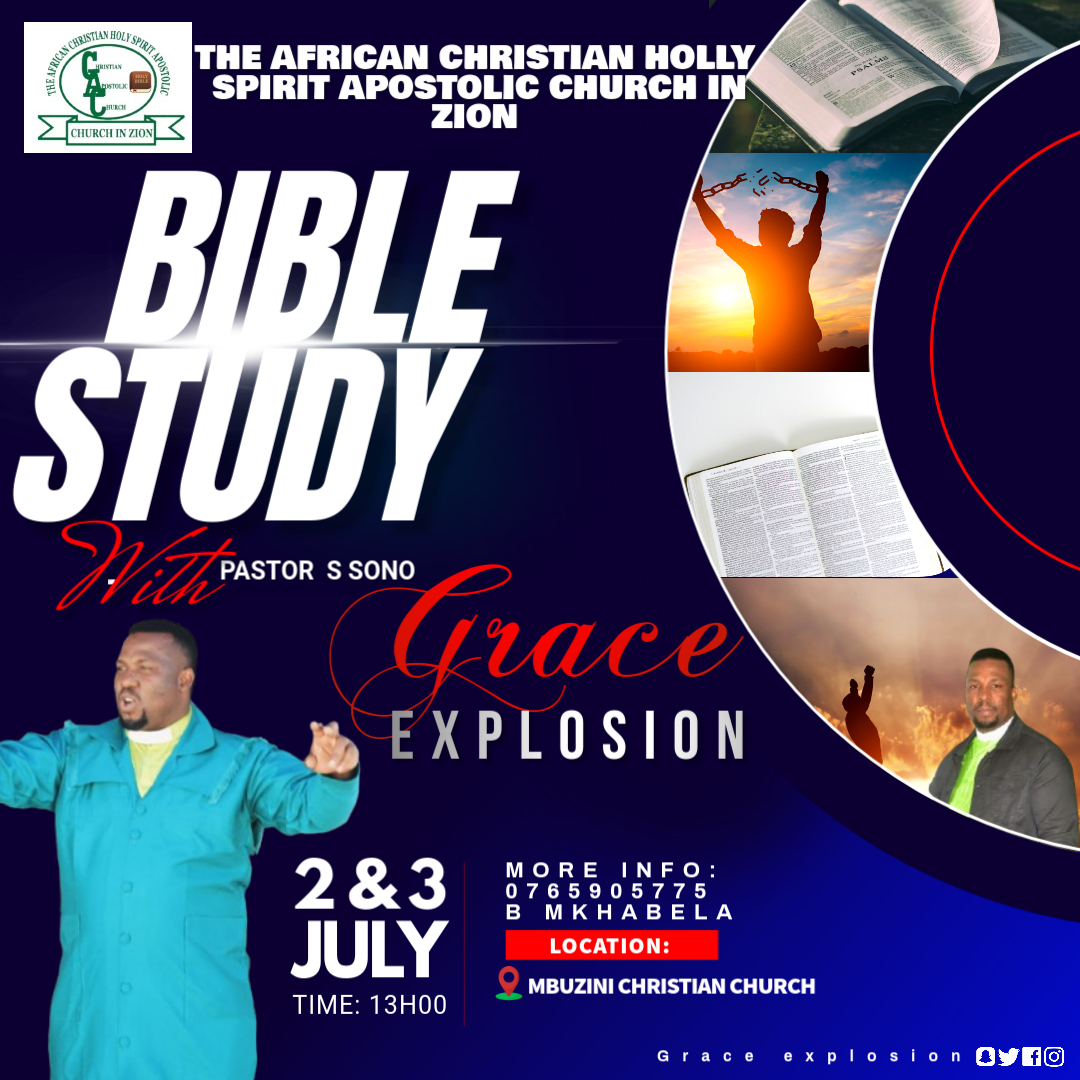 THE AFRICAN CHRISTIAN HOLY SPIRIT APOSTOLIC
CHRISTIAN
APOSTOLIC
CHURCH
HOLY
BIBLE
CHURCH IN ZION
THE AFRICAN CHRISTIAN HOLLY
SPIRIT APOSTOLIC CHURCH IN
ZION
PSALMS
BIBLE
STUDY
With PASTOR S SONO
Grace
EXPLOSION
2 & 3
JULY
TIME: 13H00
MORE INFO:
0765905775
B MKHABELA
LOCATION:
MBUZINI CHRISTIAN CHURCH
Grace explosion